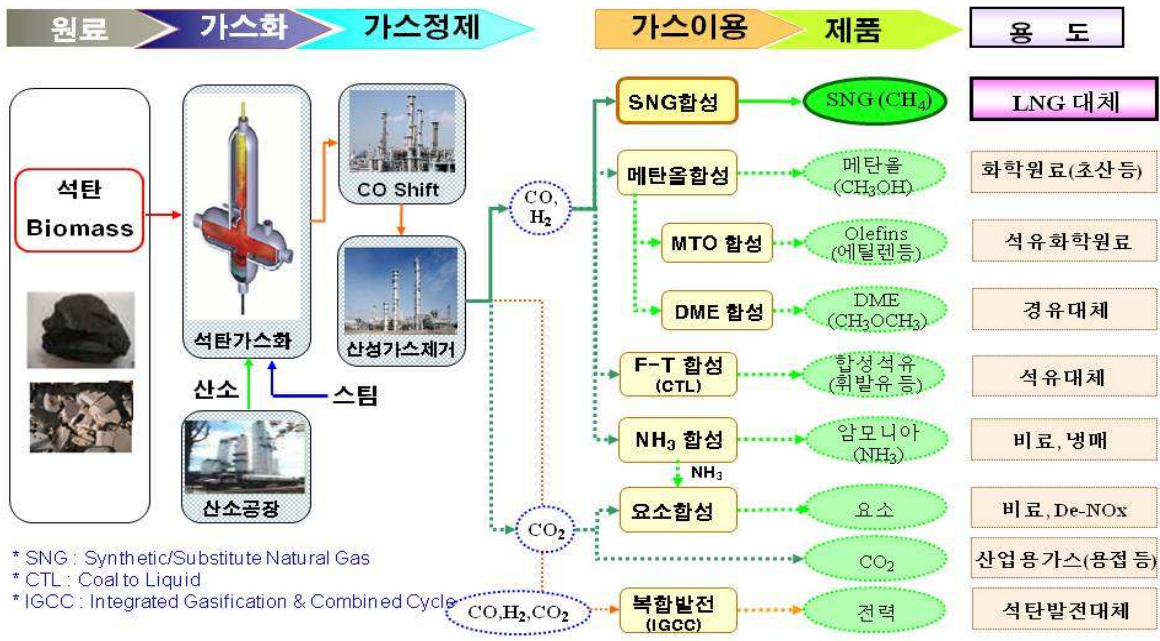 원료
가스화
가스정제
가스이용
제품
용 도
석탄
Biomass
석탄가스화
산소
스팀
산소공장
CO Shift
산성가스제거
CO,
H₂
CO₂
CO,H₂,CO₂
SNG합성
SNG (CH₄)
LNG 대체
메탄올합성
메탄올
(CH₃OH)
화학원료(초산등)
MTO 합성
Olefins
(에틸렌등)
석유화학원료
DME 합성
DME
(CH₃OCH₃)
경유대체
F-T 합성
(CTL)
합성석유
(휘발유 등)
석유대체
NH₃ 합성
암모니아
(NH₃)
비료, 냉매
NH₃
요소합성
요소
비료, De-NOx
CO₂
산업용가스(용접 등)
복합발전
(IGCC)
전력
석탄발전대체
* SNG : Synthetic/Substitute Natural Gas
* CTL : Coal to Liquid
* IGCC : Integrated Gasification & Combined Cycle